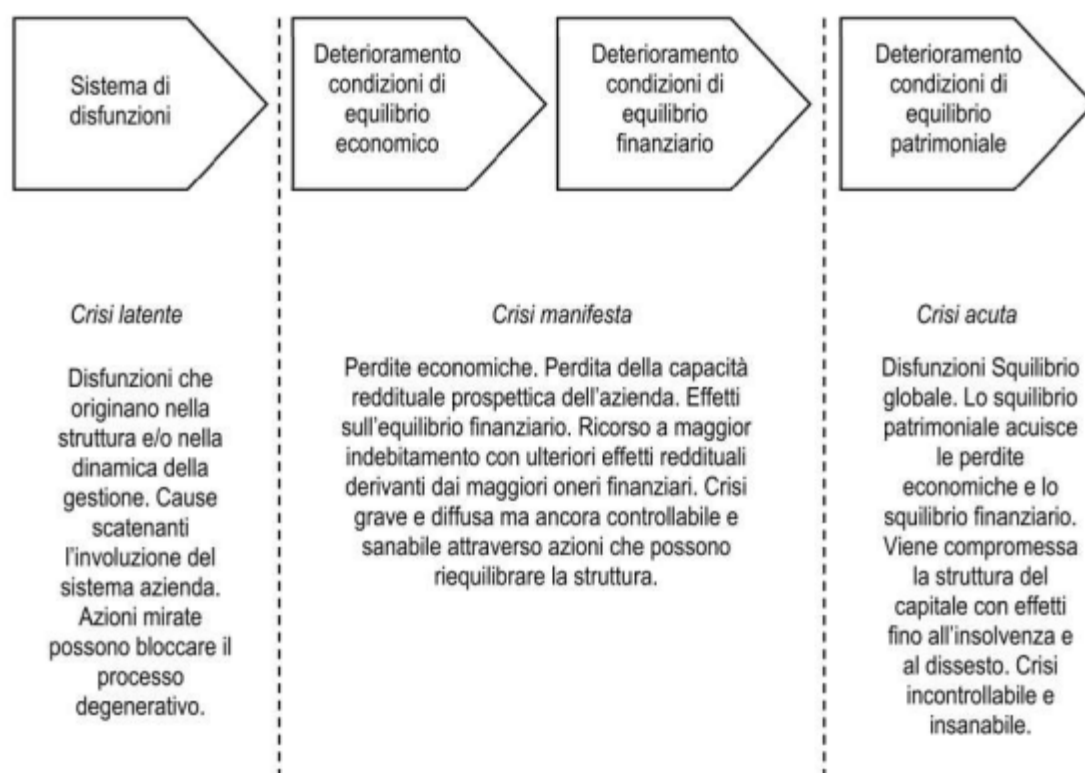 Sistema di
disfunzioni
Deterioramento
condizioni di
equilibrio
economico
Deterioramento
condizioni di
equilibrio
finanziario
Deterioramento
condizioni di
equilibrio
patrimoniale
Crisi latente
Disfunzioni che
originano nella
struttura e/o nella
dinamica della
gestione. Cause
scatenanti
l'involuzione del
sistema azienda.
Azioni mirate
possono bloccare il
processo
degenerativo.
Crisi manifesta
Perdite economiche. Perdita della capacità
reddituale prospettica dell'azienda. Effetti
sull'equilibrio finanziario. Ricorso a maggior
indebitamento con ulteriori effetti reddituali
derivanti dai maggiori oneri finanziari. Crisi
grave e diffusa ma ancora controllabile e
sanabile attraverso azioni che possono
riequilibrare la struttura.
Crisi acuta
Disfunzioni Squilibrio
globale. Lo squilibrio
patrimoniale acuisce
le perdite
economiche e lo
squilibrio finanziario.
Viene compromessa
la struttura del
capitale con effetti
fino all'insolvenza e
al dissesto. Crisi
incontrollabile e
insanabile.